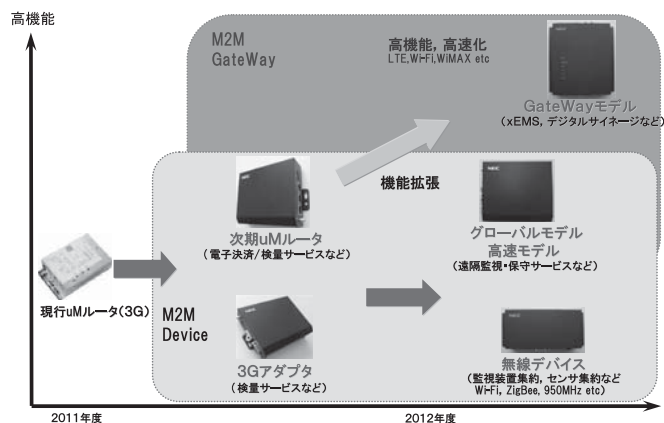 高機能
M2M
GateWay
高機能，高速化
LTE,Wi-Fi,WiMAX etc
GateWayモデル
(xEMS，デジタルサイネージなど)
機能拡張
NEC
次期uMルータ
(電子決済/検量サービスなど)
NEC
グローバルモデル
高速モデル
(遠隔監視・保守サービスなど)
現行uMルータ(3G)
M2M
Device
3Gアダプタ
(検量サービスなど)
無線デバイス
(監視装置集約，センサ集約など
Wi-Fi, ZigBee, 950MHz etc)
2011年度
2012年度